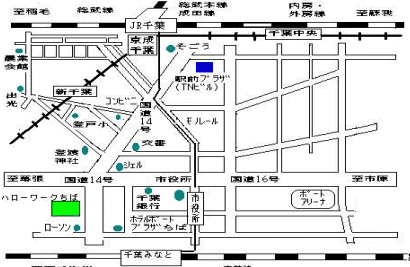 至稲毛
総武線
JR千葉
総武本線
成田線
内房・
外房線
至蘇我
京成
千葉
そごう
千葉中央
農業
会館
駅前プラザ
(TNビル)
新千葉
出光
コンビニ
国道14号
モノレール
登戸小
交番
登渡
神社
シェル
至幕張
国道14号
市役所
国道16号
至市原
ハローワークちば
千葉
銀行
市役所
ポート
アリーナ
ローソン
ホテルポート
プラザちば
千葉みなと